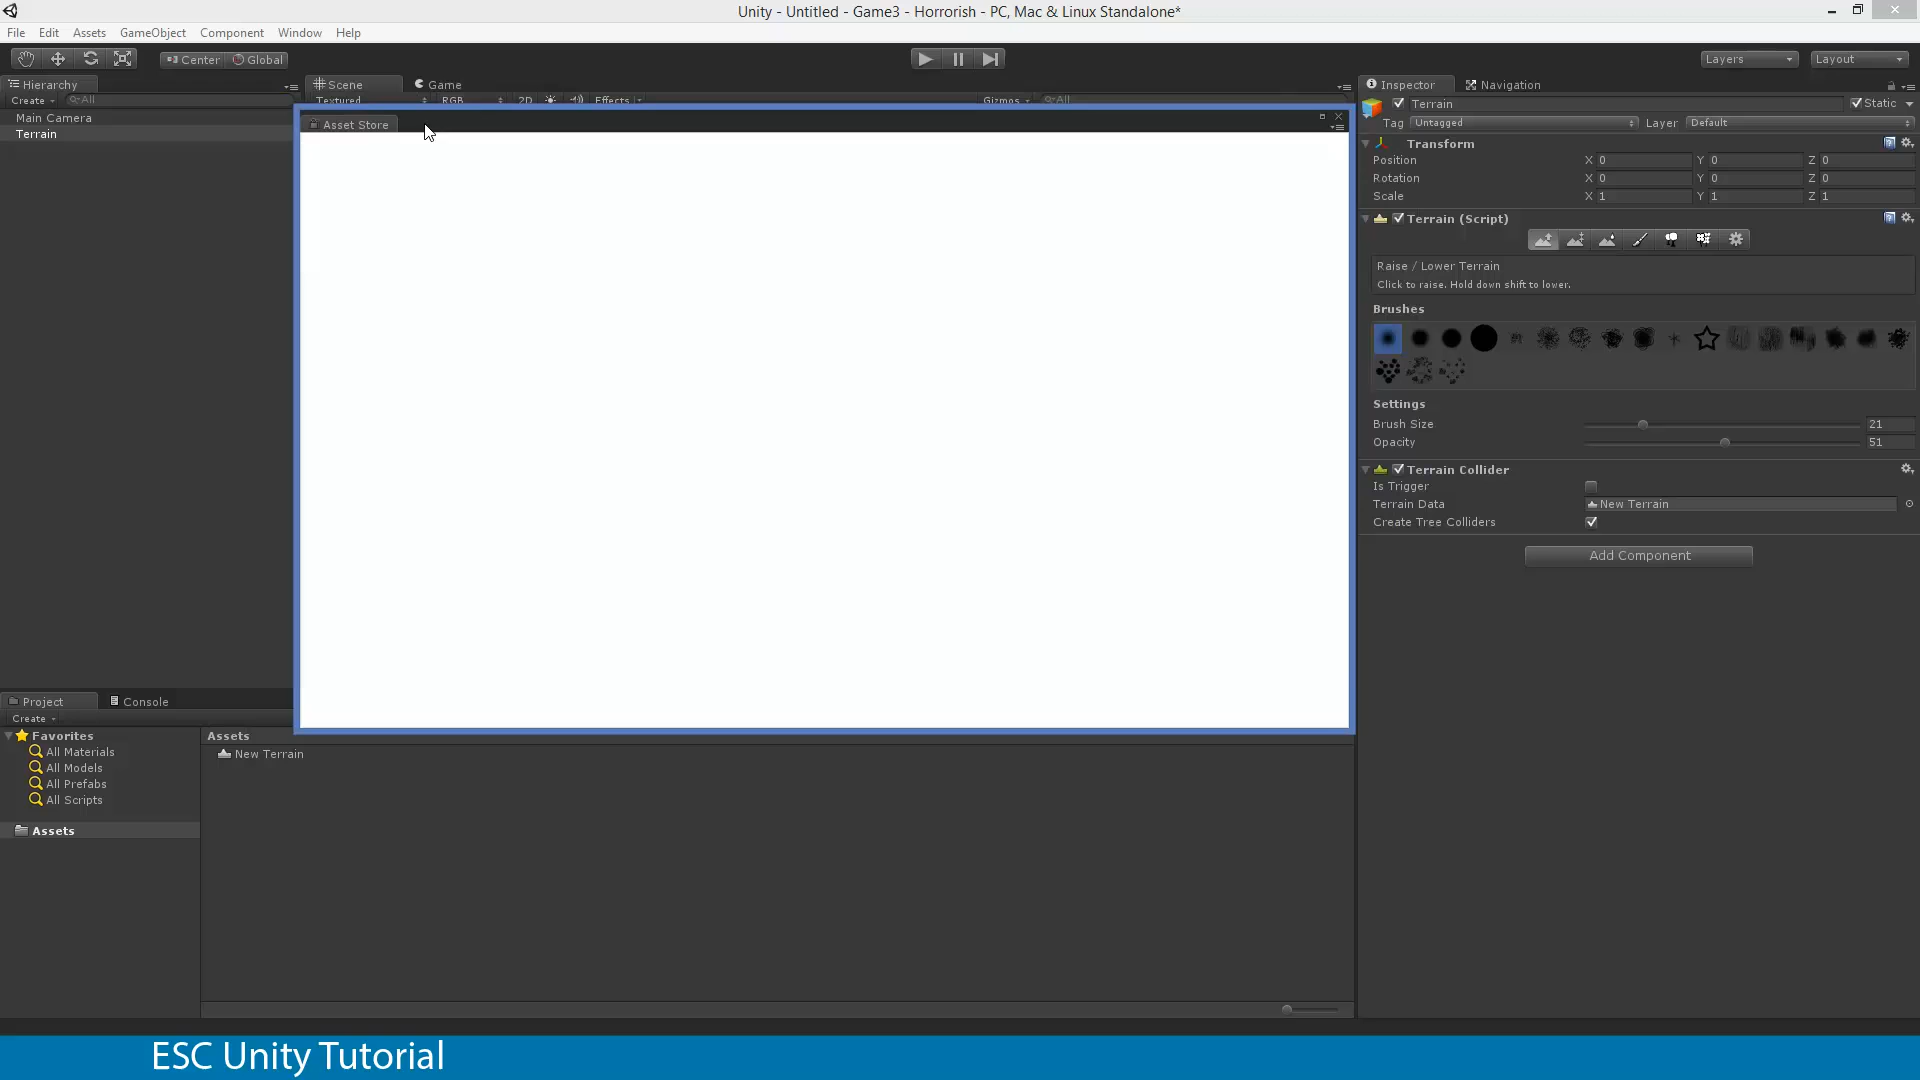 Unity - Untitled - Game3 - Horrorish - PC, Mac & Linux Standalone*
File Edit Assets GameObject Component Window Help
Center Global
Layers
Layout
Hierarchy
Create All
Main Camera
Terrain
Scene
Game
Textured RGB 2D Effects Gizmos All
Asset Store
Inspector
Navigation
Terrain
Static
Tag Untagged Layer Default
Transform
Position X 0 Y 0 Z 0
Rotation X 0 Y 0 Z 0
Scale X 1 Y 1 Z 1
Terrain (Script)
Raise / Lower Terrain
Click to raise. Hold down shift to lower.
Brushes
Settings
Brush Size 21
Opacity 51
Terrain Collider
Is Trigger
Terrain Data New Terrain
Create Tree Colliders
Add Component
Project
Console
Create
Favorites
All Materials
All Models
All Prefabs
All Scripts
Assets
Assets
New Terrain
ESC Unity Tutorial